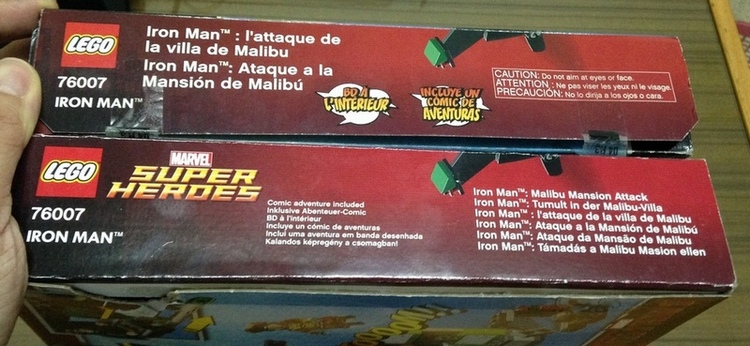 LEGO
76007
IRON MAN™
Iron Man™ : l'attaque de
la villa de Malibu
Iron Man™: Ataque a la
Mansión de Malibú
BD À
L'INTÉRIEUR
INCLUYE UN
CÓMIC DE
AVENTURAS
CAUTION: Do not aim at eyes or face.
ATTENTION : Ne pas viser les yeux ni le visage.
PRECAUCIÓN: No lo dirija a los ojos o cara.
LEGO
MARVEL
SUPER
HEROES
76007
IRON MAN™
Comic adventure included
Inklusive Abenteuer-Comic
BD à l'intérieur
Incluye un cómic de aventuras
Inclui uma aventura em banda desenhada
Kalandos képregény a csomagban!
Iron Man™: Malibu Mansion Attack
Iron Man™: Tumult in der Malibu-Villa
Iron Man™ : l'attaque de la villa de Malibu
Iron Man™: Ataque a la Mansión de Malibú
Iron Man™: Ataque da Mansão de Malibu
Iron Man™: Támadás a Malibu Masion ellen